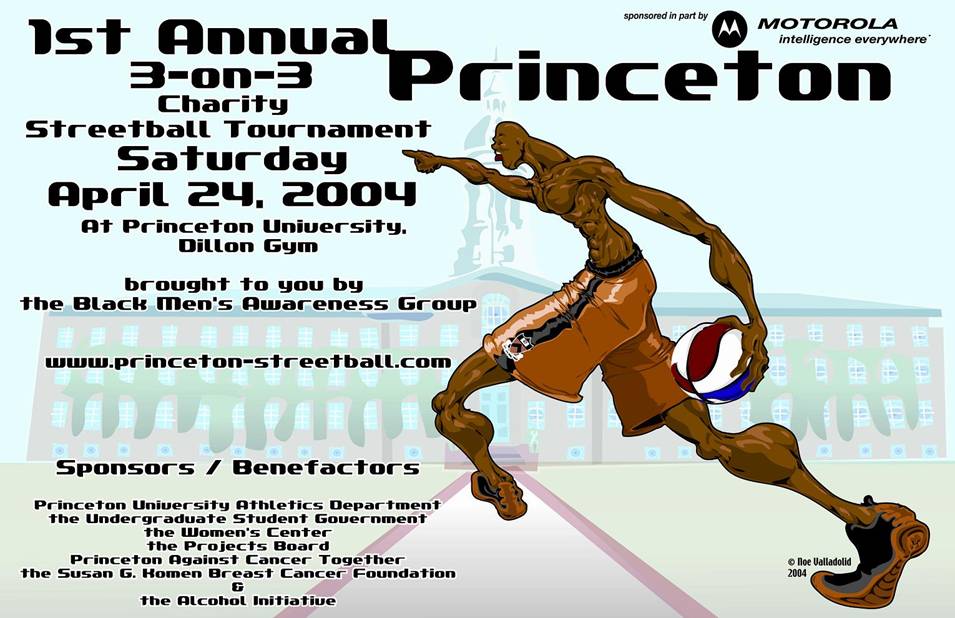 sponsored in part by
MOTOROLA
intelligence everywhere
1st Annual
Princeton
3-on-3
Charity
Streetball Tournament
Saturday
April 24, 2004
At Princeton University,
Dillon Gym
brought to you by
the Black Men's Awareness Group
www.princeton-streetball.com
Sponsors / Benefactors
Princeton University Athletics Department
the Undergraduate Student Government
the Women's Center
the Projects Board
Princeton Against Cancer Together
the Susan G. Komen Breast Cancer Foundation
&
the Alcohol Initiative
© Noe Valladolid
2004